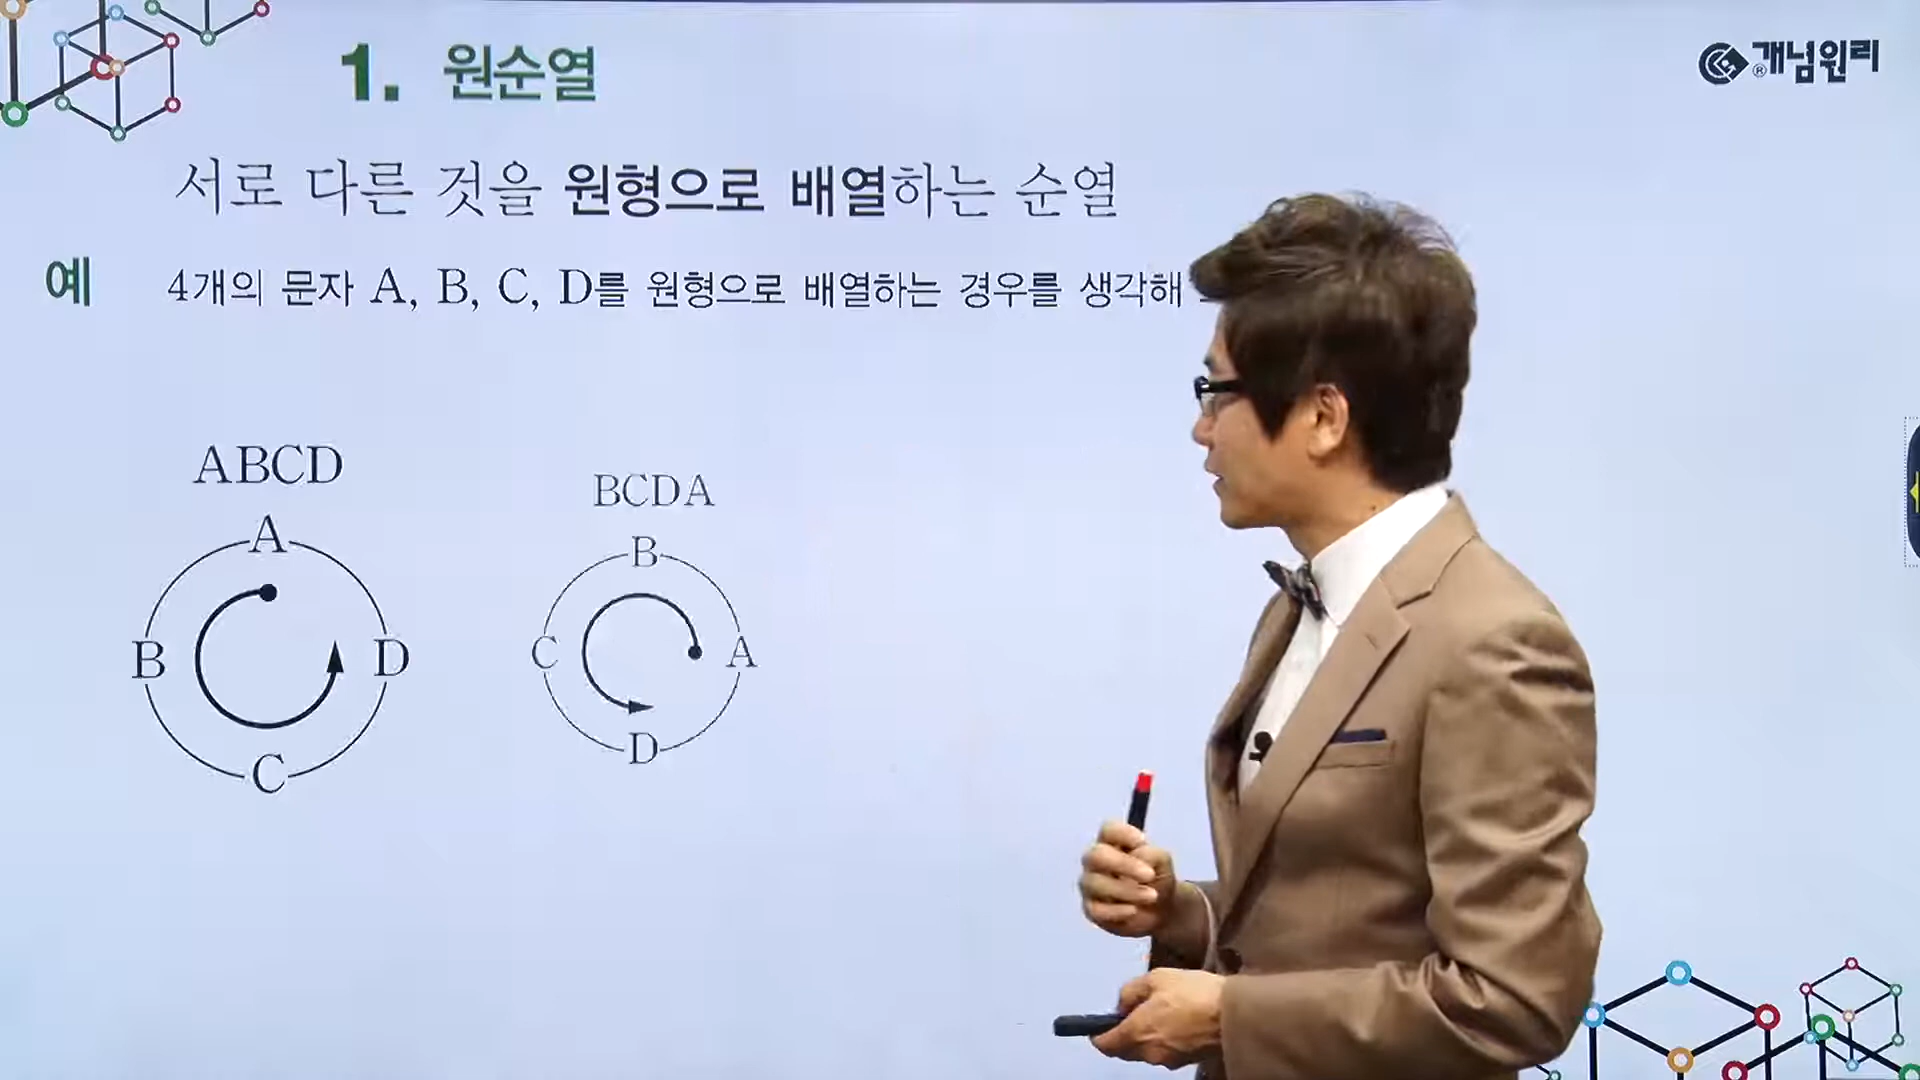 1. 원순열
개념원리
®
서로 다른 것을 원형으로 배열하는 순열
예 4개의 문자 A, B, C, D를 원형으로 배열하는 경우를 생각해
ABCD
A
B
D
C
BCDA
B
C
A
D